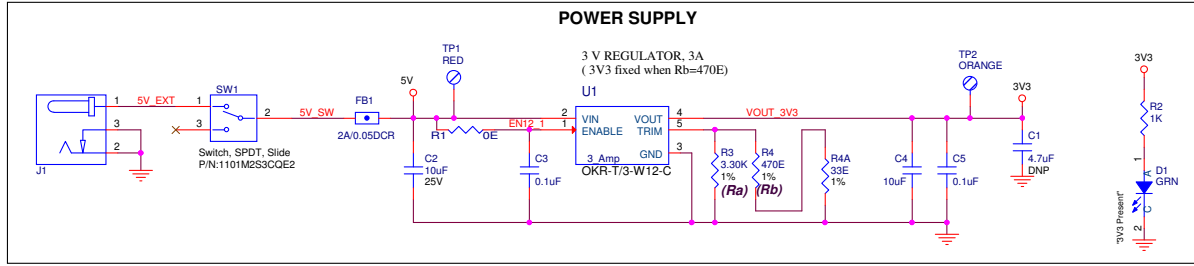 POWER SUPPLY
J1
1
3
2
5V_EXT
SW1
1
3
2
Switch, SPDT, Slide
P/N:1101M2S3CQE2
5V_SW
FB1
2A/0.05DCR
5V
TP1
RED
R1
0E
EN12_1
C2
10uF
25V
C3
0.1uF
3 V REGULATOR, 3A
( 3V3 fixed when Rb=470E)
U1
2
1
VIN
ENABLE
VOUT
TRIM
GND
4
5
3
3_Amp
OKR-T/3-W12-C
VOUT_3V3
R3
3.30K
1%
(Ra)
R4
470E
1%
(Rb)
R4A
33E
1%
C4
10uF
C5
0.1uF
TP2
ORANGE
3V3
C1
4.7uF
DNP
3V3
R2
1K
1
A
D1
GRN
C
2
"3V3 Present"